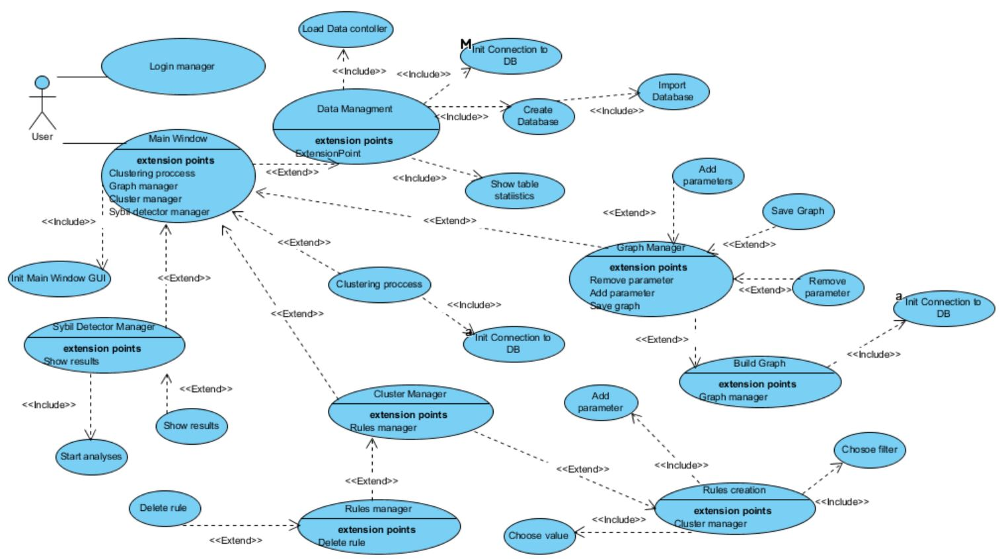 Load Data contoller
M
Init Connection to
DB
Login manager
<<Include>>
<<Include>>
Import
Database
Data Managment
Create
Database
<<Include>>
<<Include>>
User
Main Window
extension points
ExtensionPoint
extension points
Clustering proccess
Graph manager
Cluster manager
Sybil detector manager
<<Extend>>
<<Include>>
Show table
statiistics
Add
parameters
<<Extend>>
Save Graph
<<Include>>
<<Extend>>
<<Extend>>
<<Extend>>
Graph Manager
extension points
Remove parameter
Add parameter
Save graph
Init Main Window GUI
<<Extend>>
Clustering proccess
<<Extend>>
Remove
parameter
a
Init Connection to
DB
<<Include>>
<<Extend>>
Sybil Detector Manager
extension points
Show results
a
Init Connection to
DB
<<Extend>>
<<Include>>
Build Graph
extension points
Graph manager
<<Extend>>
<<Include>>
Cluster Manager
extension points
Rules manager
Add
parameter
Show results
Start analyses
<<Extend>>
<<Include>>
Chosoe filter
<<Extend>>
Rules creation
extension points
Cluster manager
<<Include>>
Delete rule
Rules manager
extension points
Delete rule
<<Include>>
Choose value
<<Extend>>